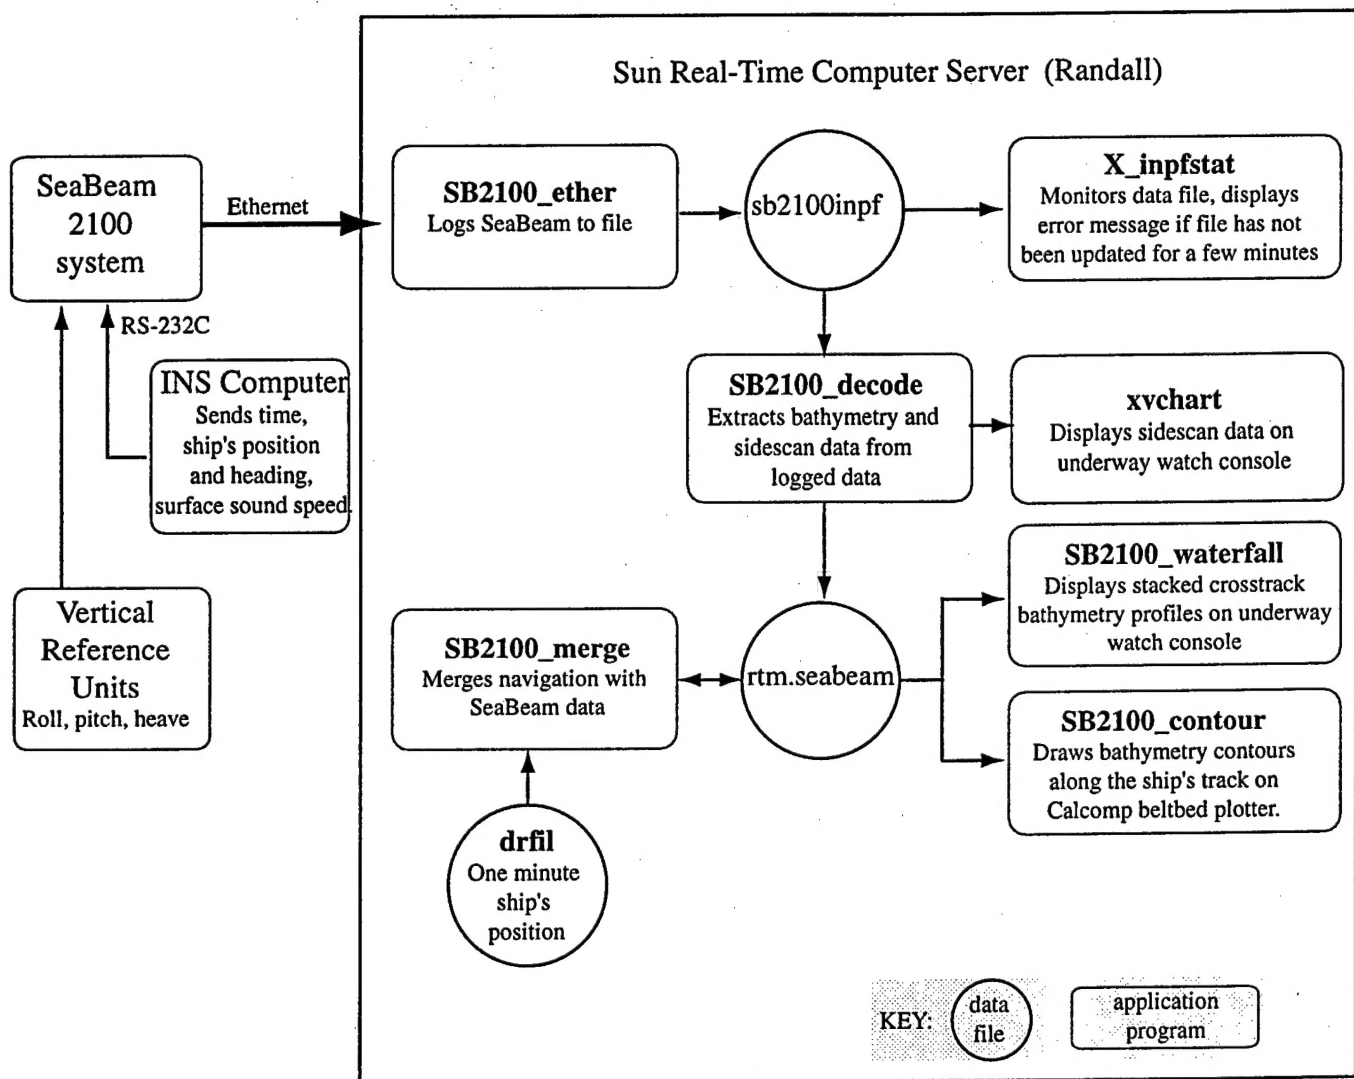 Sun Real-Time Computer Server (Randall)
SeaBeam
2100
system
Ethernet
SB2100_ether
Logs SeaBeam to file
sb2100inpf
X_inpfstat
Monitors data file, displays
error message if file has not
been updated for a few minutes
RS-232C
INS Computer
Sends time,
ship's position
and heading,
surface sound speed.
SB2100_decode
Extracts bathymetry and
sidescan data from
logged data
xvchart
Displays sidescan data on
underway watch console
Vertical
Reference
Units
Roll, pitch, heave
SB2100_merge
Merges navigation with
SeaBeam data
rtm.seabeam
SB2100_waterfall
Displays stacked crosstrack
bathymetry profiles on underway
watch console
SB2100_contour
Draws bathymetry contours
along the ship's track on
Calcomp beltbed plotter.
drfil
One minute
ship's
position
KEY:
data
file
application
program